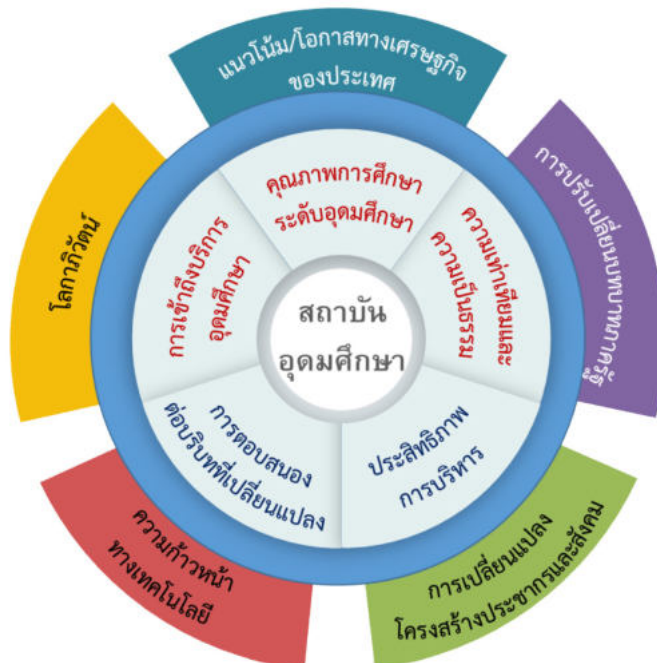 แนวโน้ม/โอกาสทางเศรษฐกิจ
ของประเทศ
การปรับเปลี่ยนบทบาทภาครัฐ
การเปลี่ยนแปลง
โครงสร้างประชากรและสังคม
ความก้าวหน้า
ทางเทคโนโลยี
โลกาภิวัตน์
คุณภาพการศึกษา
ระดับอุดมศึกษา
ความเท่าเทียมและ
ความเป็นธรรม
ประสิทธิภาพ
การบริหาร
การตอบสนอง
ต่อบริบทที่เปลี่ยนแปลง
การเข้าถึงบริการ
อุดมศึกษา
สถาบัน
อุดมศึกษา